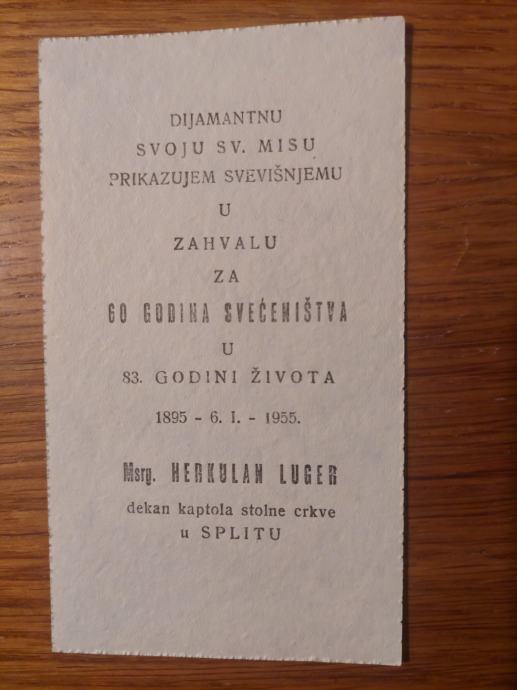 DIJAMANTNU
SVOJU SV. MISU
PRIKAZUJEM SVEVIŠNJEMU
U
ZAHVALU
ZA
60 GODINA SVEĆENIŠTVA
U
83. GODINI ŽIVOTA
1895 - 6. I. - 1955.
Msrg. HERKULAN LUGER
dekan kaptola stolne crkve
u SPLITU